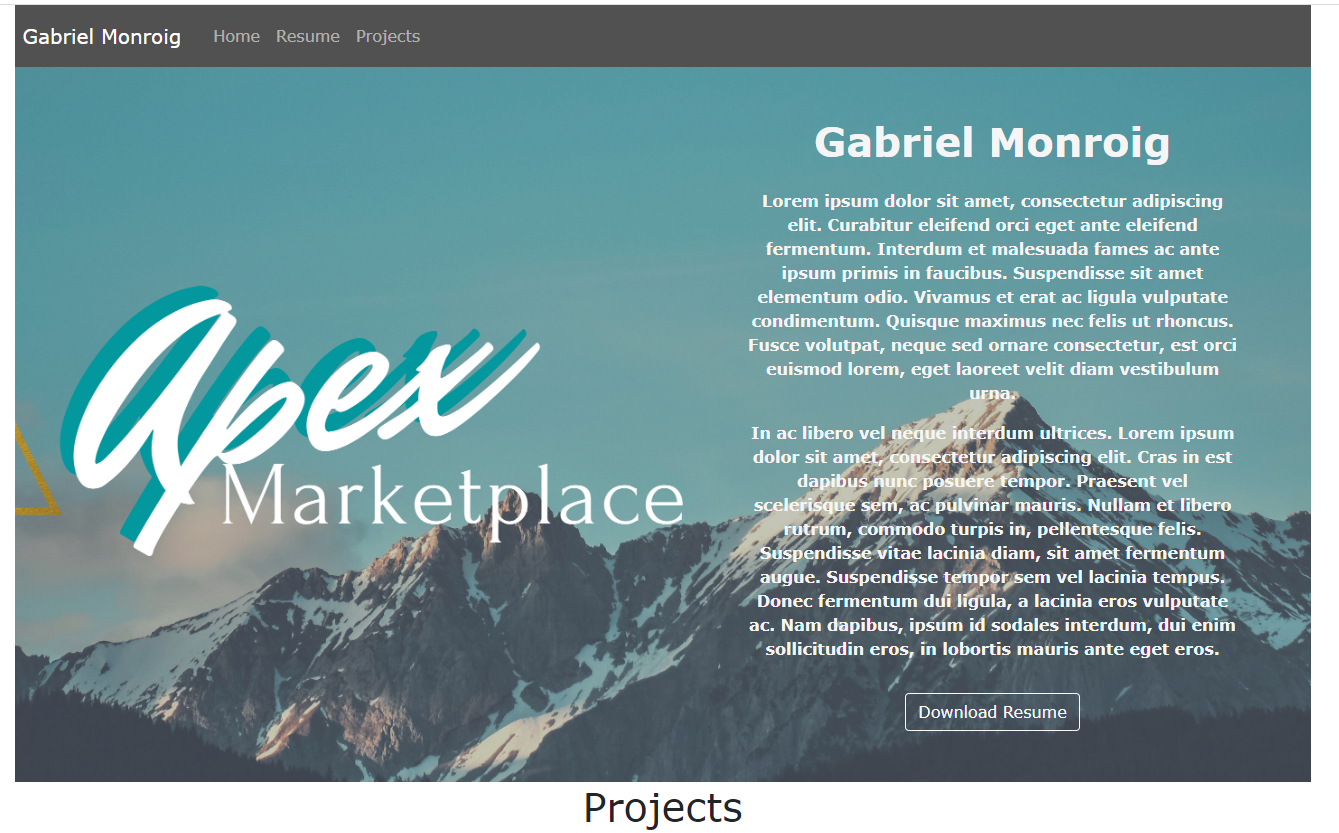 Gabriel Monroig Home Resume Projects
Apex
Marketplace
Gabriel Monroig
Lorem ipsum dolor sit amet, consectetur adipiscing
elit. Curabitur eleifend orci eget ante eleifend
fermentum. Interdum et malesuada fames ac ante
ipsum primis in faucibus. Suspendisse sit amet
elementum odio. Vivamus et erat ac ligula vulputate
condimentum. Quisque maximus nec felis ut rhoncus.
Fusce volutpat, neque sed ornare consectetur, est orci
euismod lorem, eget laoreet velit diam vestibulum
urna.
In ac libero vel neque interdum ultrices. Lorem ipsum
dolor sit amet, consectetur adipiscing elit. Cras in est
dapibus nunc posuere tempor. Praesent vel
scelerisque sem, ac pulvinar mauris. Nullam et libero
rutrum, commodo turpis in, pellentesque felis.
Suspendisse vitae lacinia diam, sit amet fermentum
augue. Suspendisse tempor sem vel lacinia tempus.
Donec fermentum dui ligula, a lacinia eros vulputate
ac. Nam dapibus, ipsum id sodales interdum, dui enim
sollicitudin eros, in lobortis mauris ante eget eros.
Download Resume
Projects